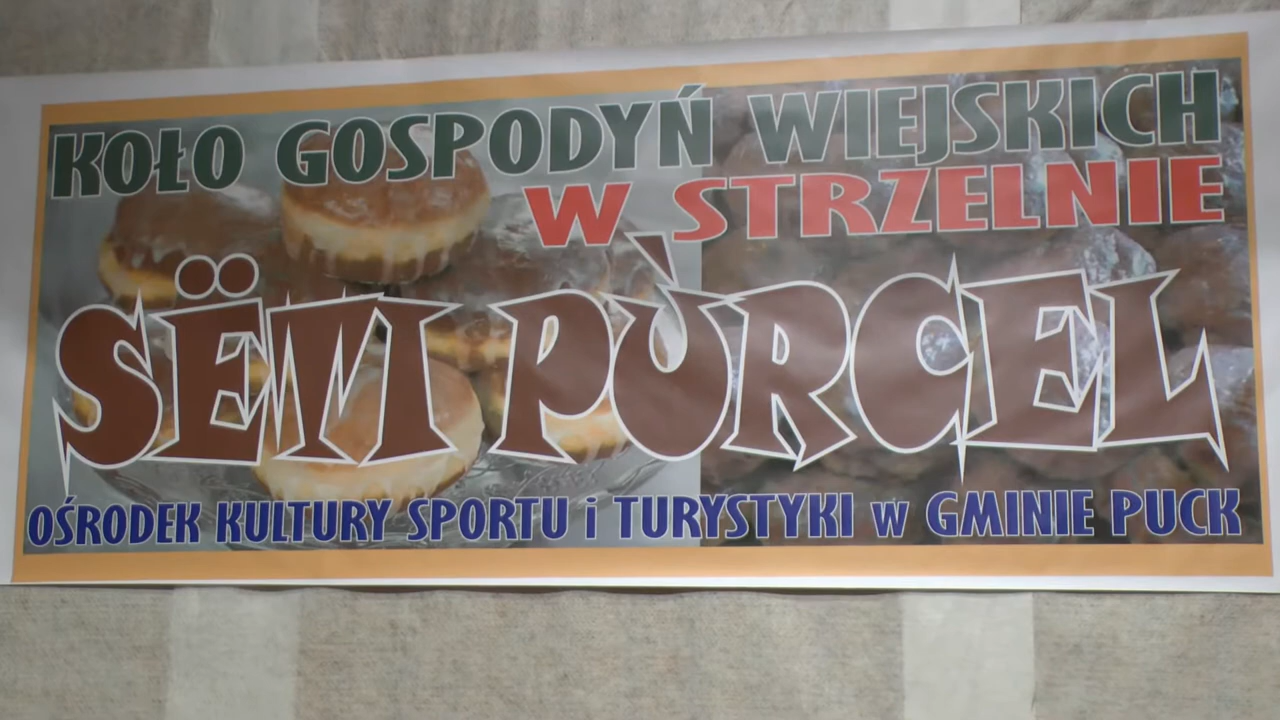 KOŁO GOSPODYŃ WIEJSKICH
W STRZELNIE
SËTI PÙRCEL
OŚRODEK KULTURY SPORTU i TURYSTYKI w GMINIE PUCK